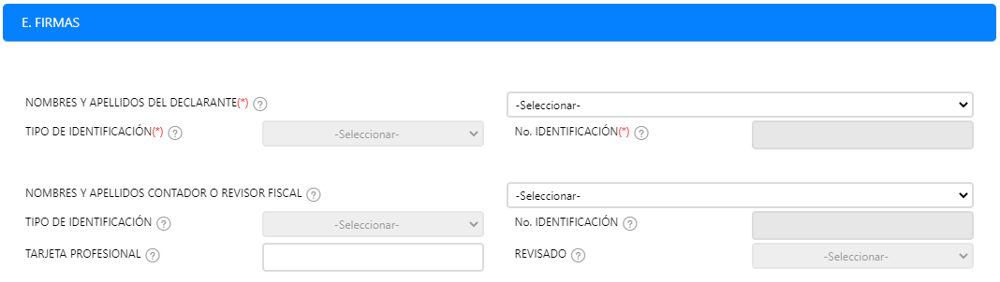 E. FIRMAS
NOMBRES Y APELLIDOS DEL DECLARANTE(*) ? -Seleccionar-
TIPO DE IDENTIFICACIÓN(*) ? -Seleccionar- No. IDENTIFICACIÓN(*) ?
NOMBRES Y APELLIDOS CONTADOR O REVISOR FISCAL ? -Seleccionar-
TIPO DE IDENTIFICACIÓN ? -Seleccionar- No. IDENTIFICACIÓN ?
TARJETA PROFESIONAL ? REVISADO ? -Seleccionar-